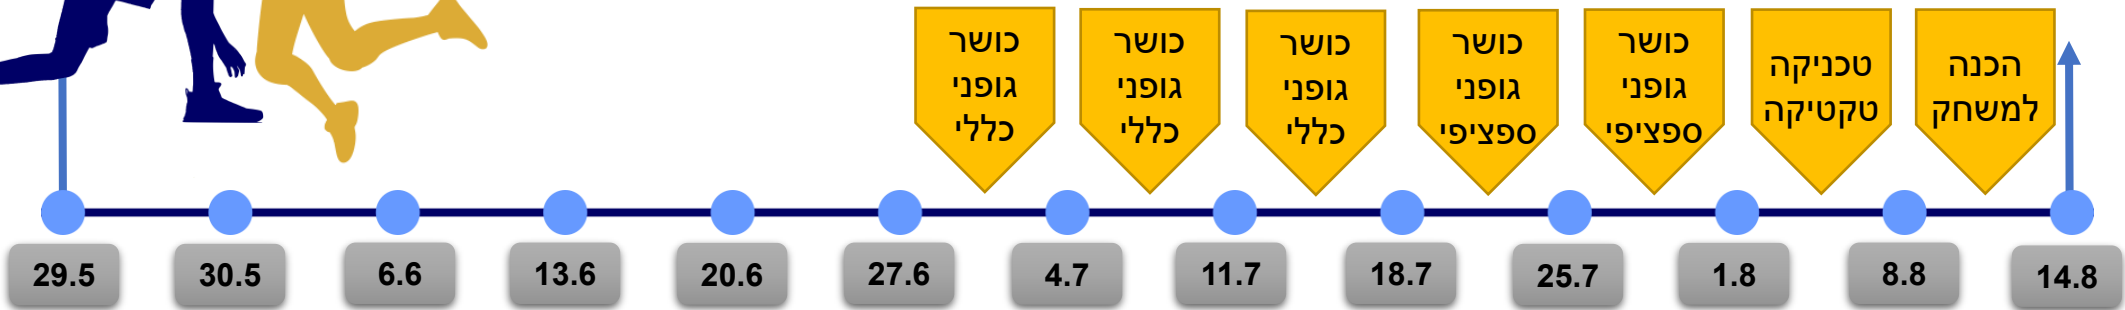 כושר
גופני
כללי
כושר
גופני
כללי
כושר
גופני
כללי
כושר
גופני
ספציפי
כושר
גופני
ספציפי
טכניקה
טקטיקה
הכנה
למשחק
29.5
30.5
6.6
13.6
20.6
27.6
4.7
11.7
18.7
25.7
1.8
8.8
14.8